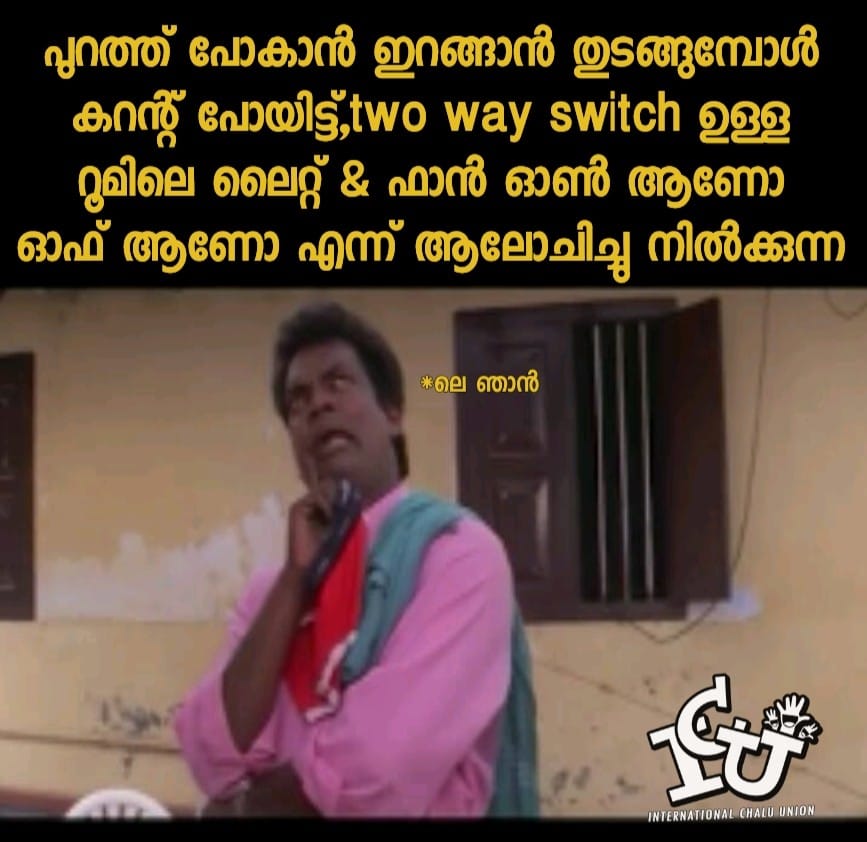 പുറത്ത് പോകാൻ ഇറങ്ങാൻ തുടങ്ങുമ്പോൾ
കറന്റ് പോയിട്ട്,two way switch ഉള്ള
റൂമിലെ ലൈറ്റ് & ഫാൻ ഓൺ ആണോ
ഓഫ് ആണോ എന്ന് ആലോചിച്ചു നിൽക്കുന്ന
*ലെ ഞാൻ
ICU
INTERNATIONAL CHALU UNION